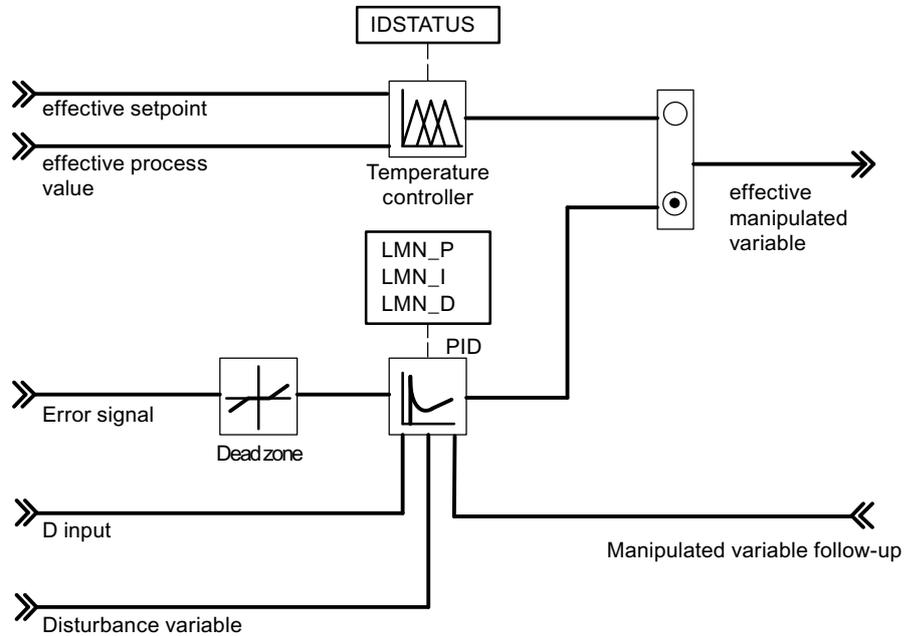 IDSTATUS
effective setpoint
effective process
value
Temperature
controller
effective
manipulated
variable
LMN_P
LMN_I
LMN_D
PID
Error signal
Dead zone
D input
Manipulated variable follow-up
Disturbance variable